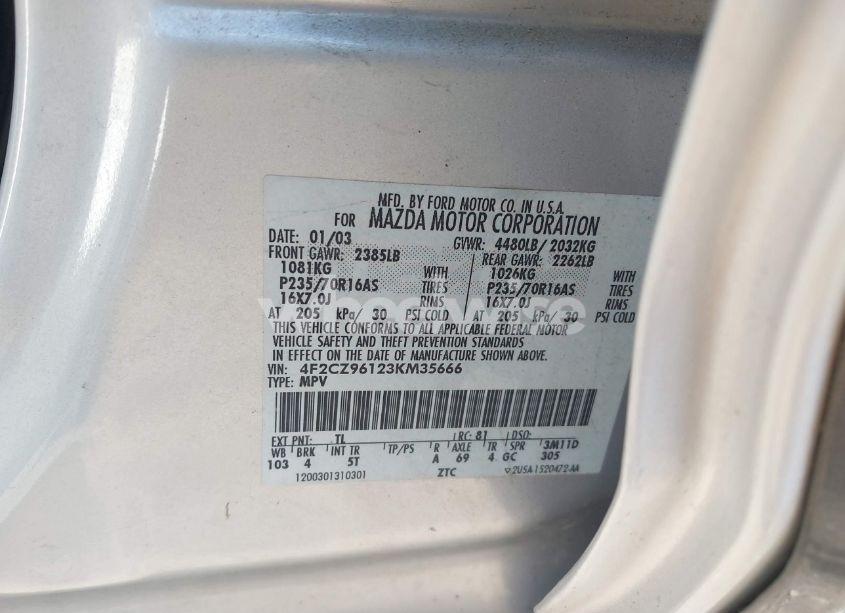 MFD. BY FORD MOTOR CO. IN U.S.A.
FOR MAZDA MOTOR CORPORATION
DATE: 01/03 GVWR: 4480LB/ 2032KG
FRONT GAWR: 2385LB REAR GAWR: 2262LB
1081KG WITH 1026KG WITH
P235/70R16AS TIRES P235/70R16AS TIRES
16X7.0J RIMS 16X7.0J RIMS
AT 205 kPa/ 30 PSI COLD AT 205 kPa/ 30 PSI COLD
THIS VEHICLE CONFORMS TO ALL APPLICABLE FEDERAL MOTOR
VEHICLE SAFETY AND THEFT PREVENTION STANDARDS
IN EFFECT ON THE DATE OF MANUFACTURE SHOWN ABOVE.
VIN: 4F2CZ96123KM35666
TYPE: MPV
EXT PNT: TL RC: 81 DSO:
WB BRK INT TR TP/PS R AXLE TR SPR 3M11D
103 4 5T A 69 4 GC 305
1200301310301 ZTC